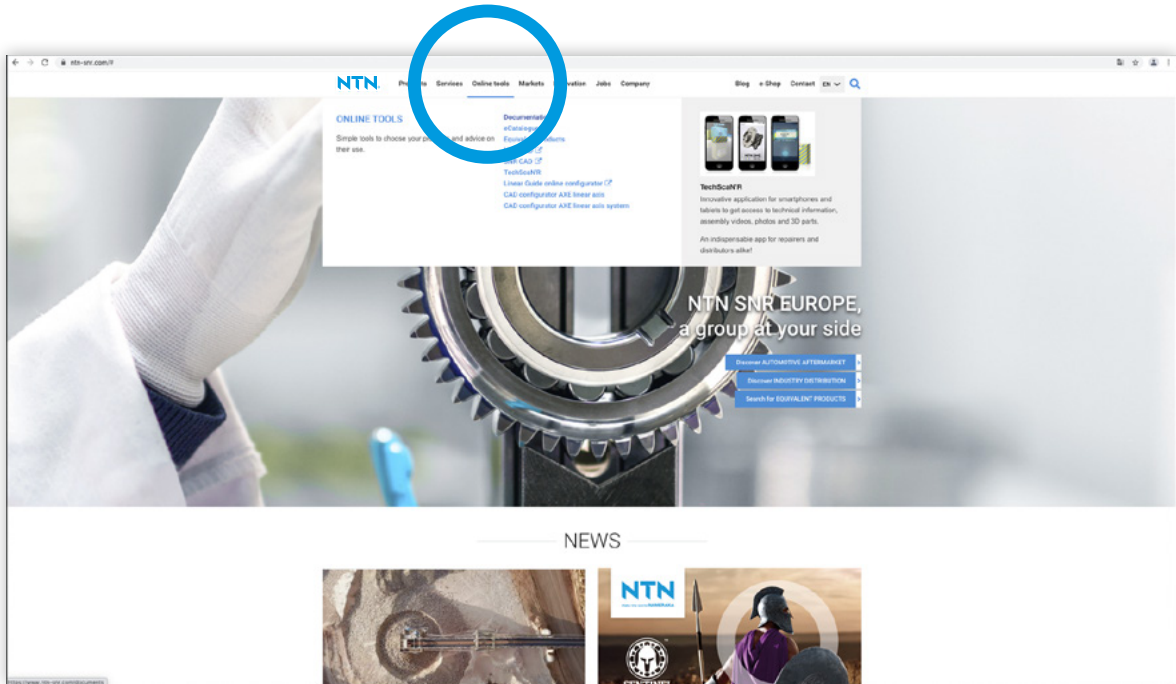 ntn-snr.com/#
NTN
Services Online tools Markets Jobs Company
Blog e-Shop Contact EN
ONLINE TOOLS
Simple tools to choose your and advice on
their use.
eCatalogue
SNR CAD
TechScaN'R
Linear Guide online configurator
CAD configurator AXE linear axis
CAD configurator AXE linear axis system
TechScaN'R
Innovative application for smartphones and
tablets to get access to technical information,
assembly videos, photos and 3D parts.
An indispensable app for repairers and
distributors alike!
NTN SNR EUROPE,
a group at your side
Discover AUTOMOTIVE AFTERMARKET
Discover INDUSTRY DISTRIBUTION
Search for EQUIVALENT PRODUCTS
NEWS
NTN
SENTINEL